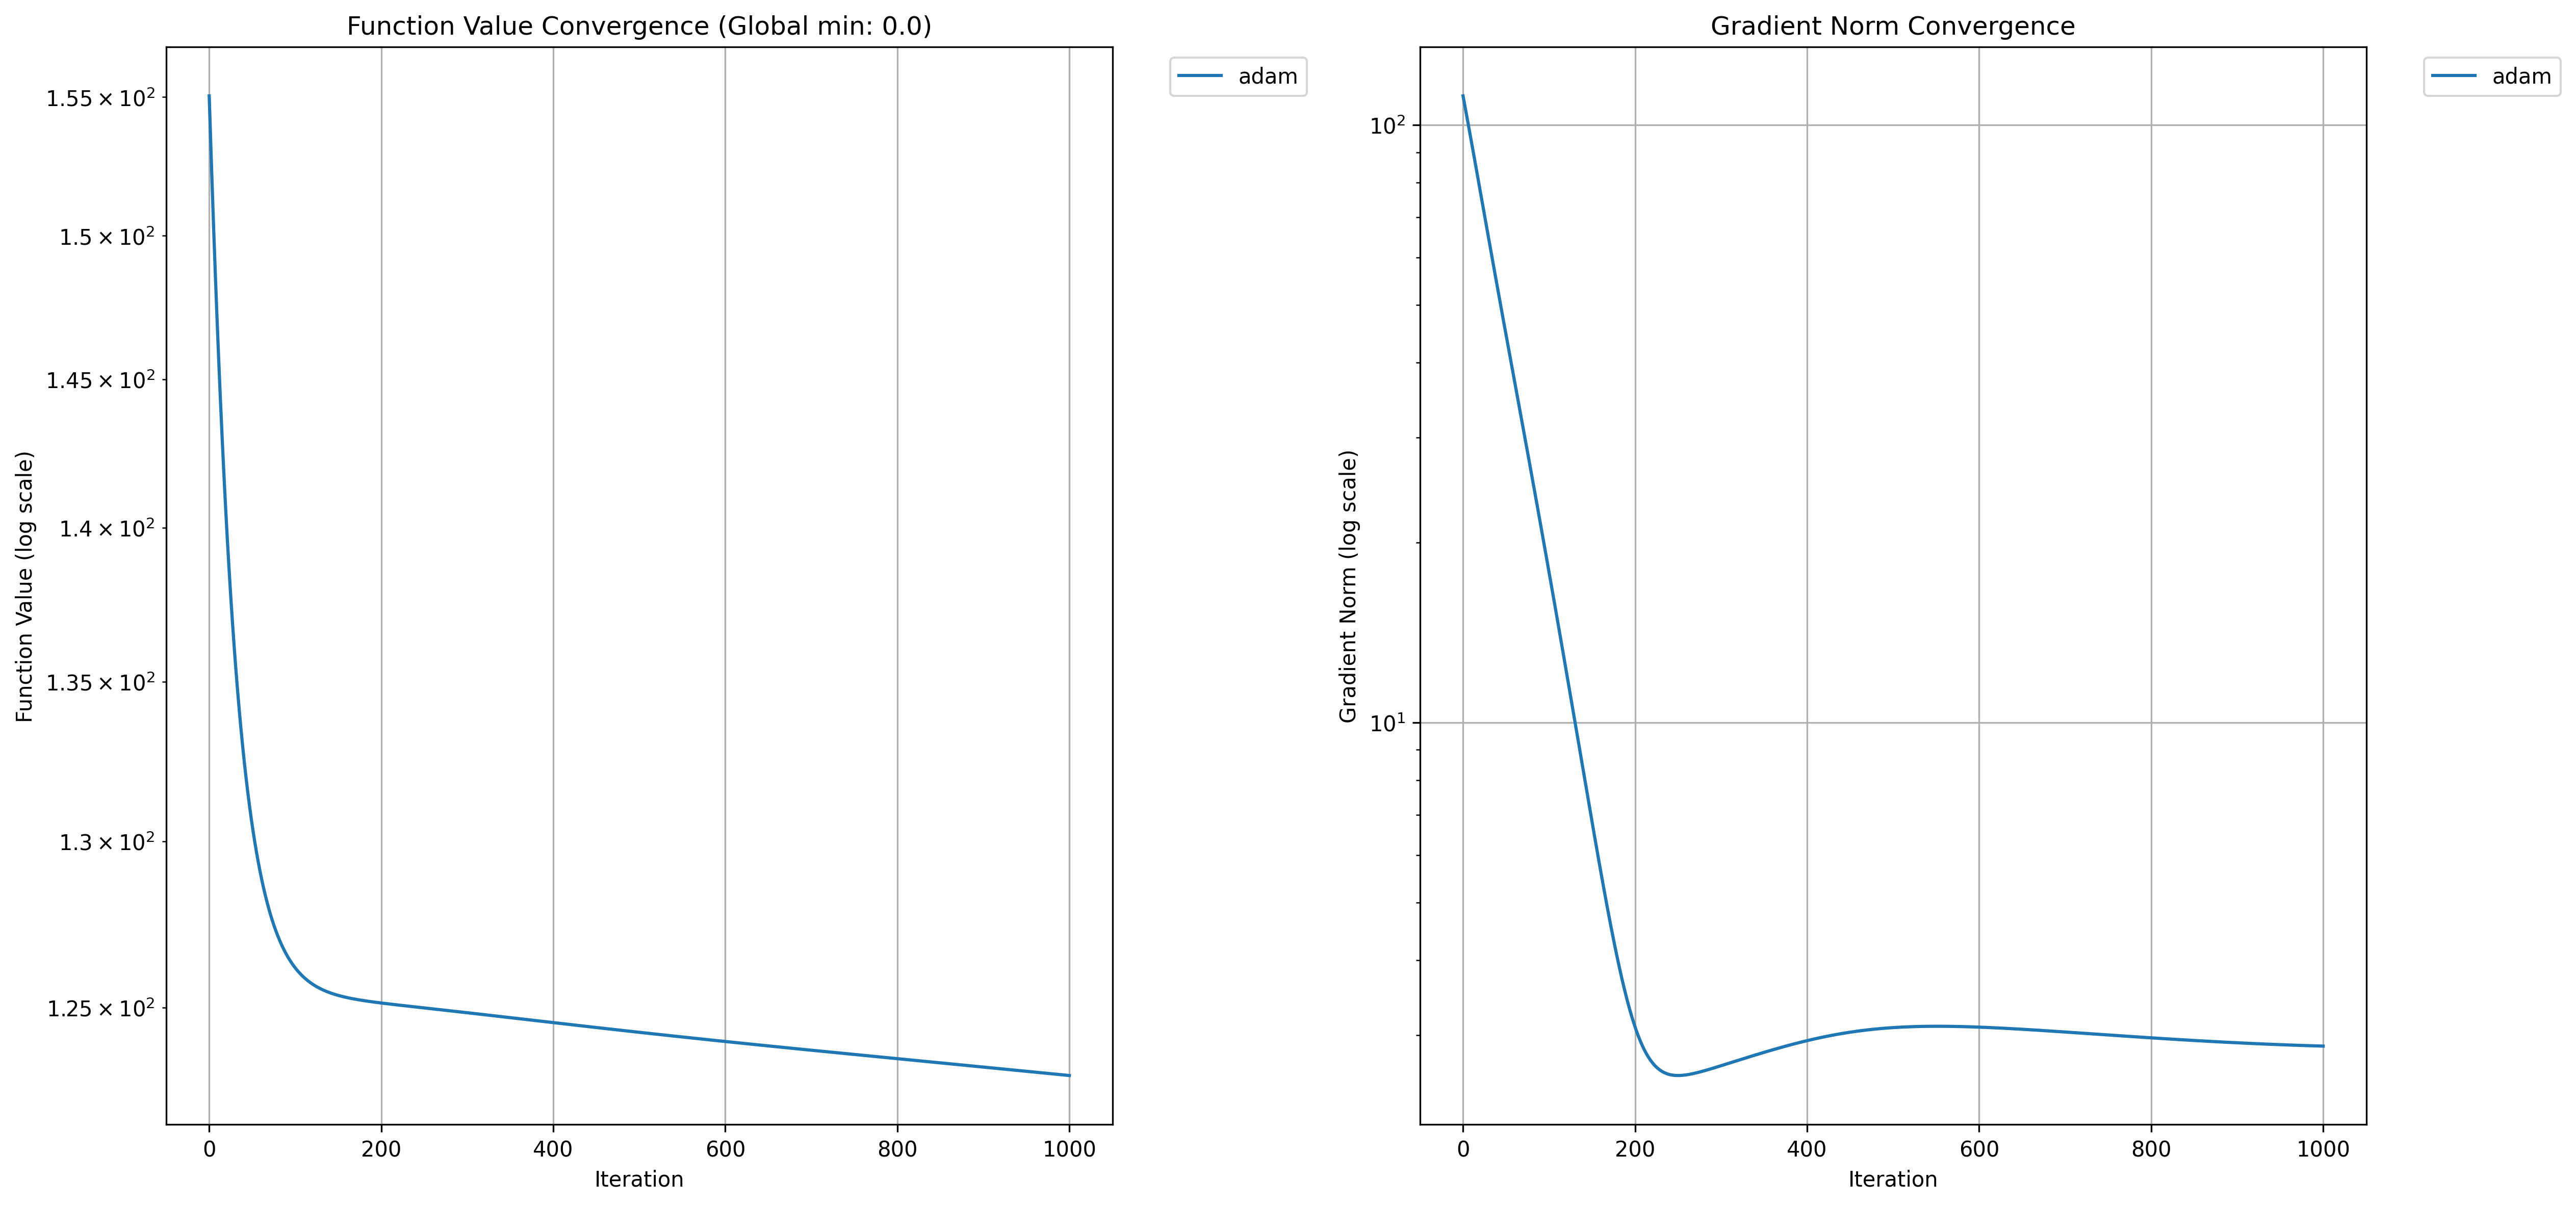 Function Value Convergence (Global min: 0.0)
Function Value (log scale)
1.55 × 10²
1.5 × 10²
1.45 × 10²
1.4 × 10²
1.35 × 10²
1.3 × 10²
1.25 × 10²
0 200 400 600 800 1000
Iteration
adam
Gradient Norm Convergence
Gradient Norm (log scale)
10²
10¹
0 200 400 600 800 1000
Iteration
adam